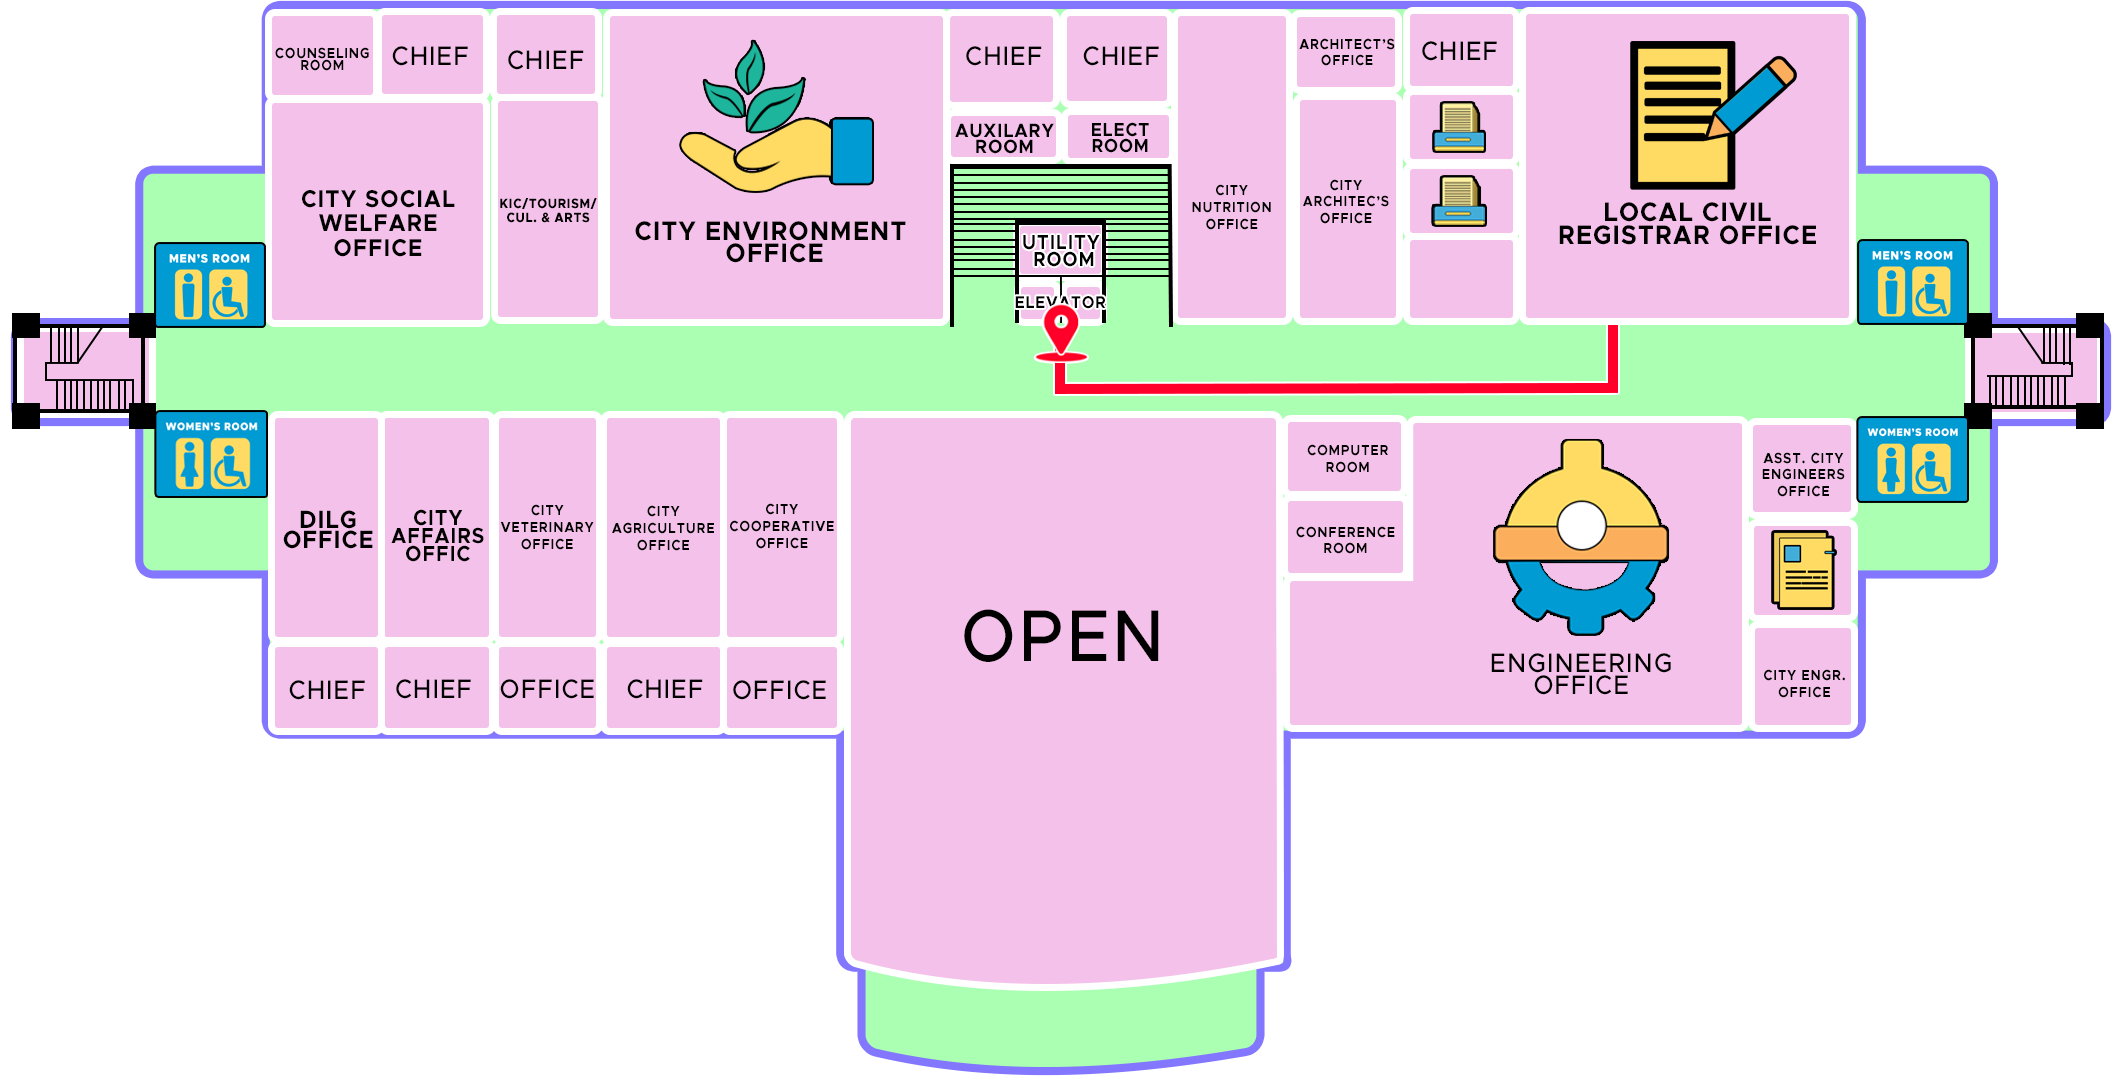 COUNSELING
ROOM
CHIEF
CHIEF
CHIEF
CHIEF
ARCHITECT'S
OFFICE
CHIEF
AUXILARY
ROOM
ELECT
ROOM
CITY SOCIAL
WELFARE
OFFICE
KIC/TOURISM/
CUL. & ARTS
CITY ENVIRONMENT
OFFICE
UTILITY
ROOM
ELEVATOR
CITY
NUTRITION
OFFICE
CITY
ARCHITEC'S
OFFICE
LOCAL CIVIL
REGISTRAR OFFICE
MEN'S ROOM
MEN'S ROOM
WOMEN'S ROOM
WOMEN'S ROOM
DILG
OFFICE
CITY
AFFAIRS
OFFIC
CITY
VETERINARY
OFFICE
CITY
AGRICULTURE
OFFICE
CITY
COOPERATIVE
OFFICE
OPEN
COMPUTER
ROOM
CONFERENCE
ROOM
ENGINEERING
OFFICE
ASST. CITY
ENGINEERS
OFFICE
CITY ENGR.
OFFICE
CHIEF
CHIEF
OFFICE
CHIEF
OFFICE